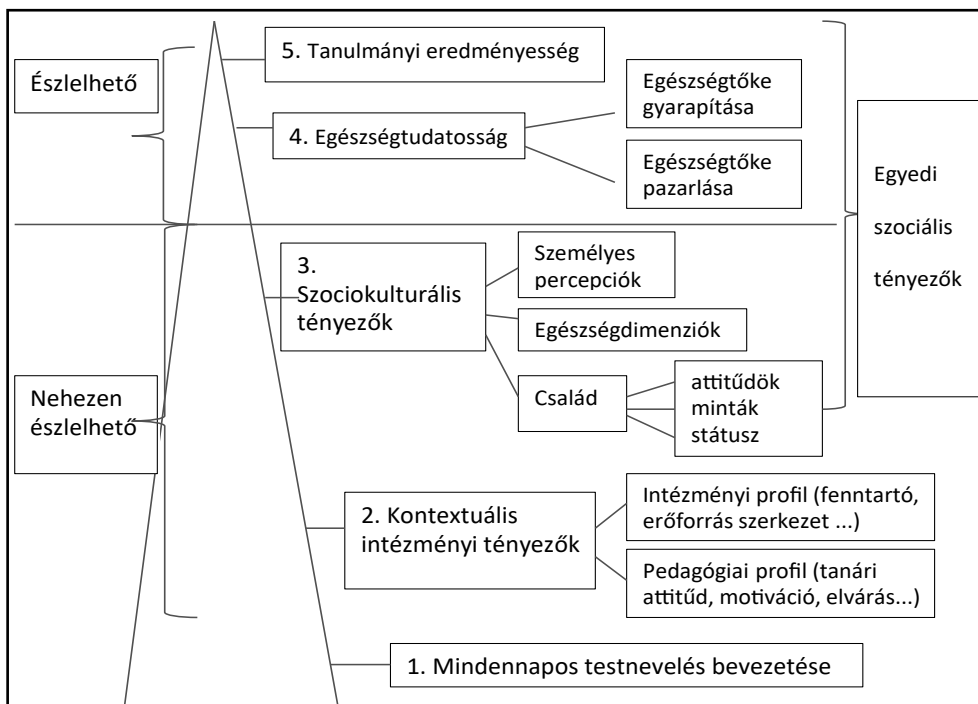 Észlelhető
5. Tanulmányi eredményesség
4. Egészségtudatosság
Egészségtőke
gyarapítása
Egészségtőke
pazarlása
Egyedi
szociális
tényezők
3.
Szociokulturális
tényezők
Személyes
percepciók
Egészségdimenziók
Család
attitűdök
minták
státusz
Nehezen
észlelhető
2. Kontextuális
intézményi tényezők
Intézményi profil (fenntartó,
erőforrás szerkezet ...)
Pedagógiai profil (tanári
attitűd, motiváció, elvárás...)
1. Mindennapos testnevelés bevezetése